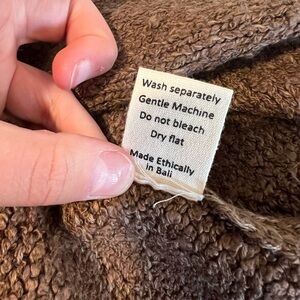 Wash separately
Gentle Machine
Do not bleach
Dry flat
Made Ethically
in Bali